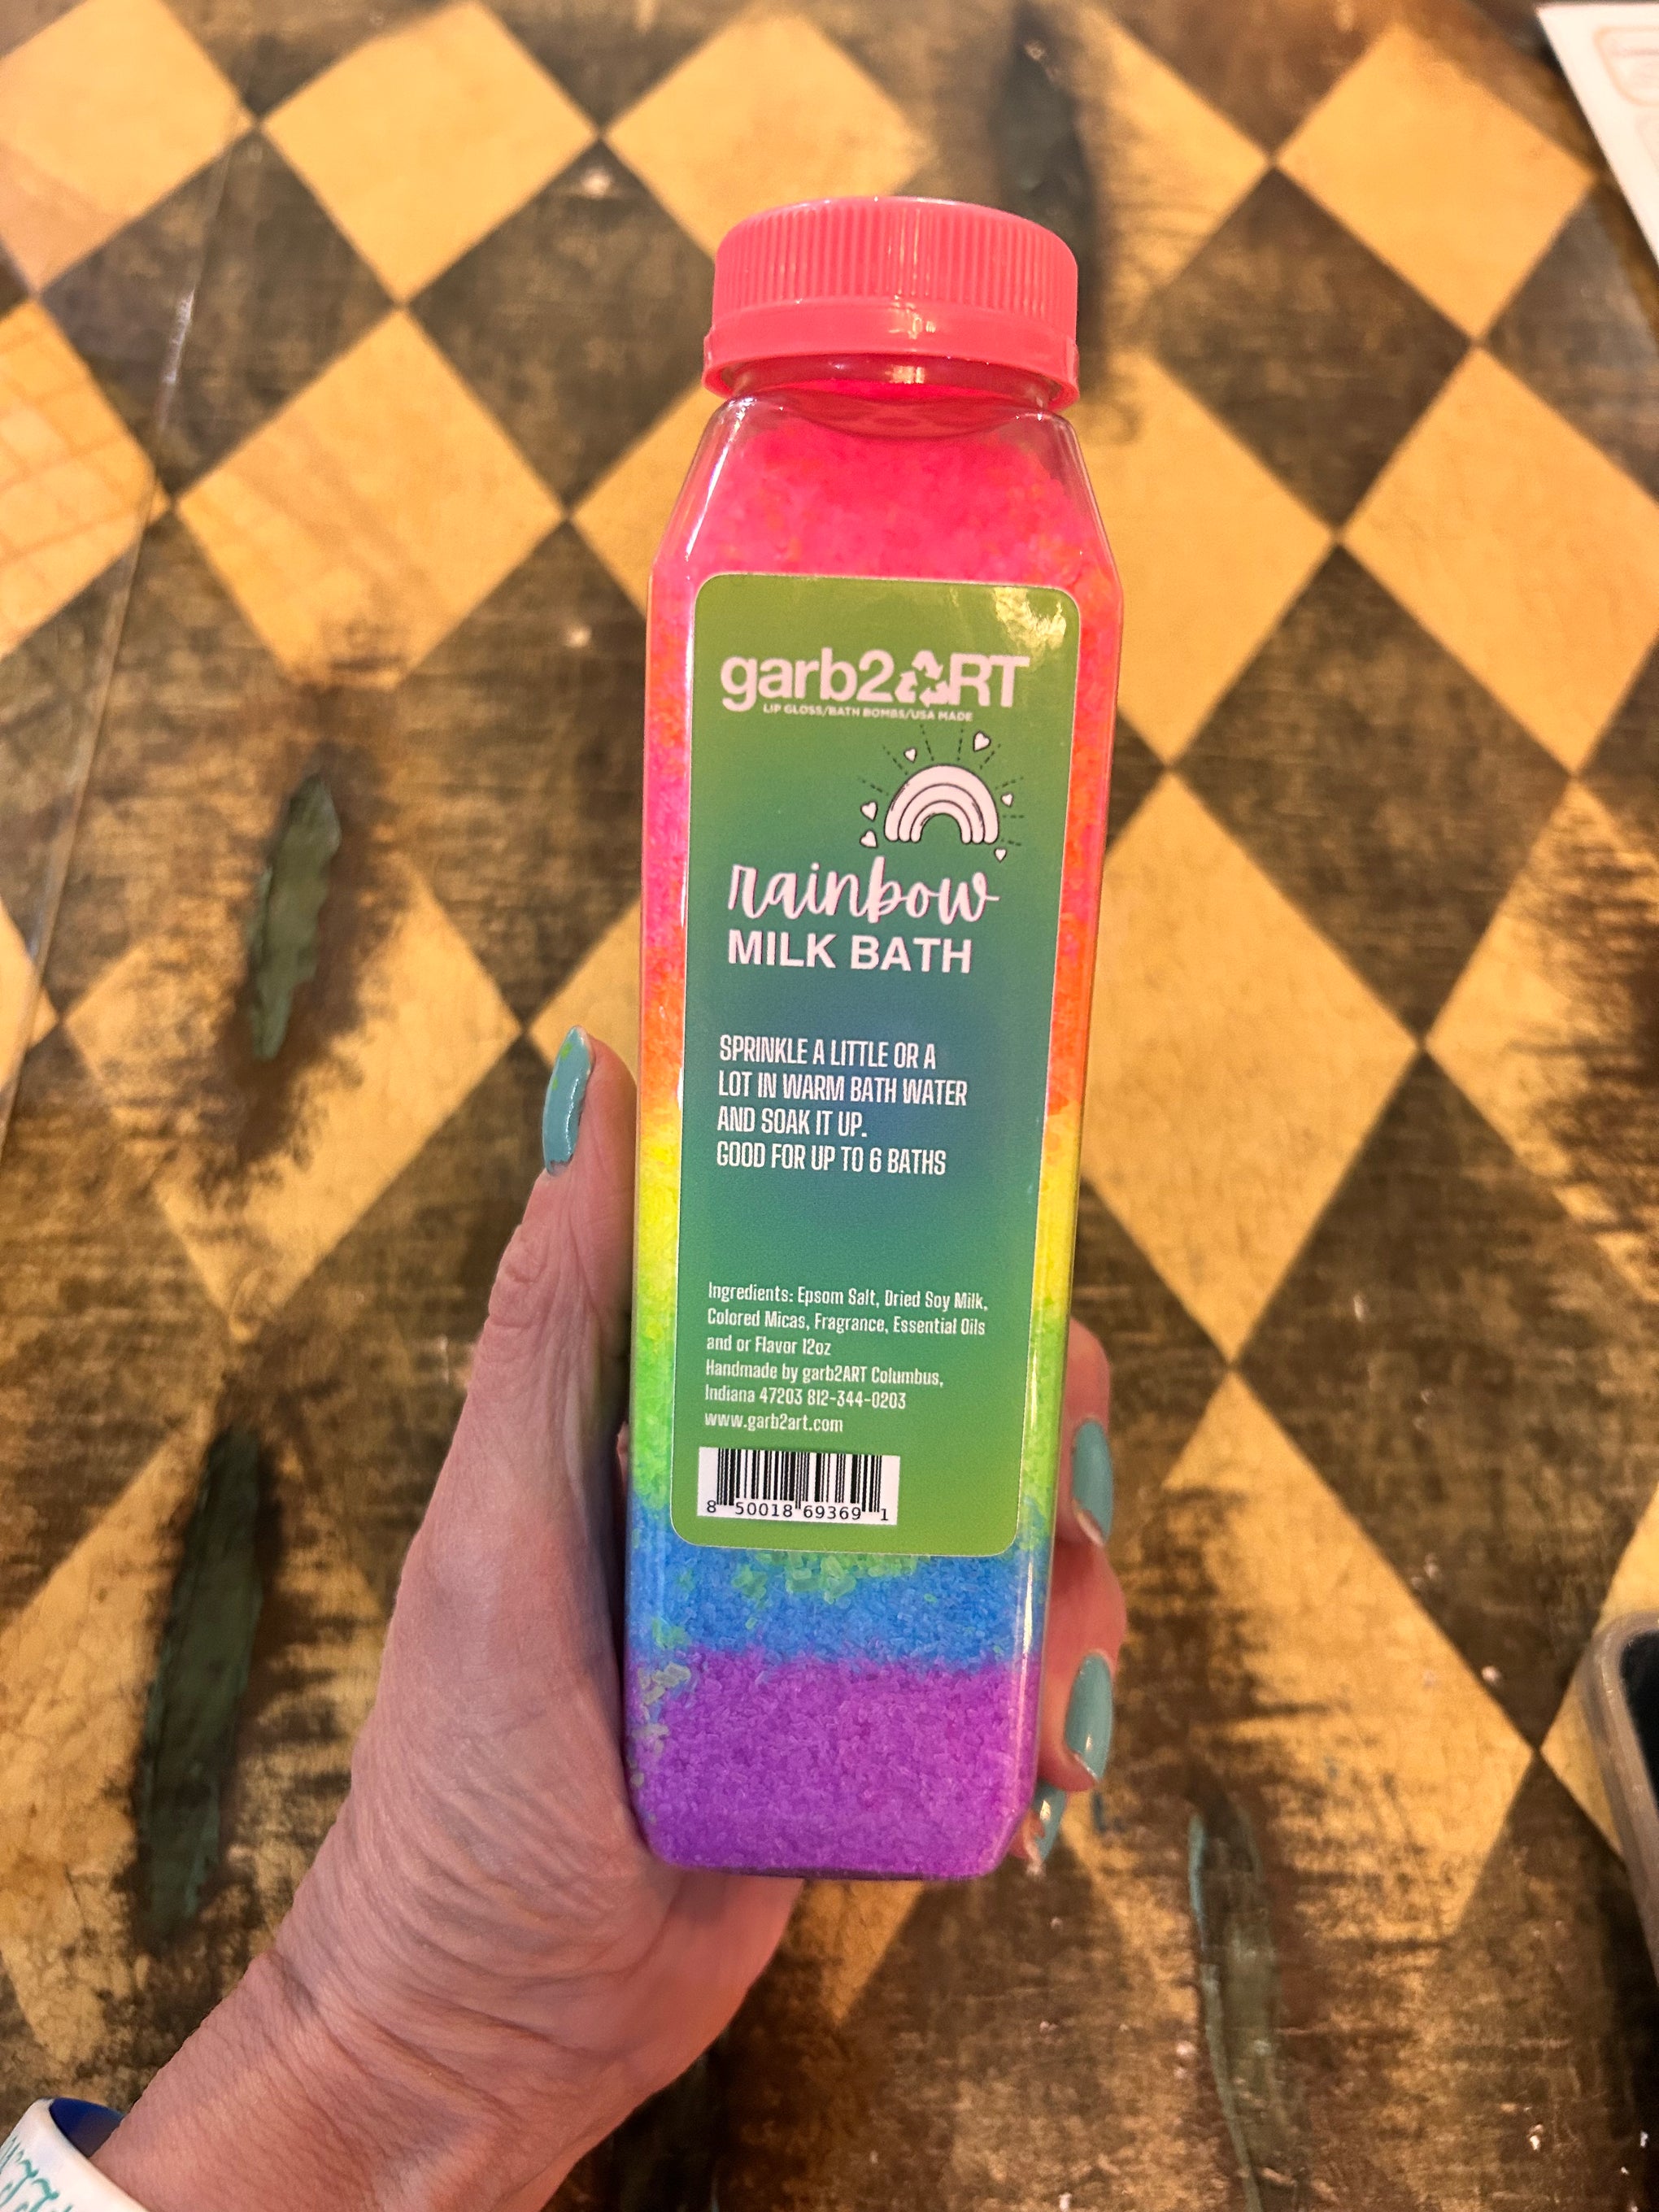 garb2ART
LIP GLOSS/BATH BOMBS/USA MADE
rainbow
MILK BATH
SPRINKLE A LITTLE OR A
LOT IN WARM BATH WATER
AND SOAK IT UP.
GOOD FOR UP TO 6 BATHS
Ingredients: Epsom Salt, Dried Soy Milk,
Colored Micas, Fragrance, Essential Oils
and or Flavor 12oz
Handmade by garb2ART Columbus,
Indiana 47203 812-344-0203
www.garb2art.com
8 50018 69369 1